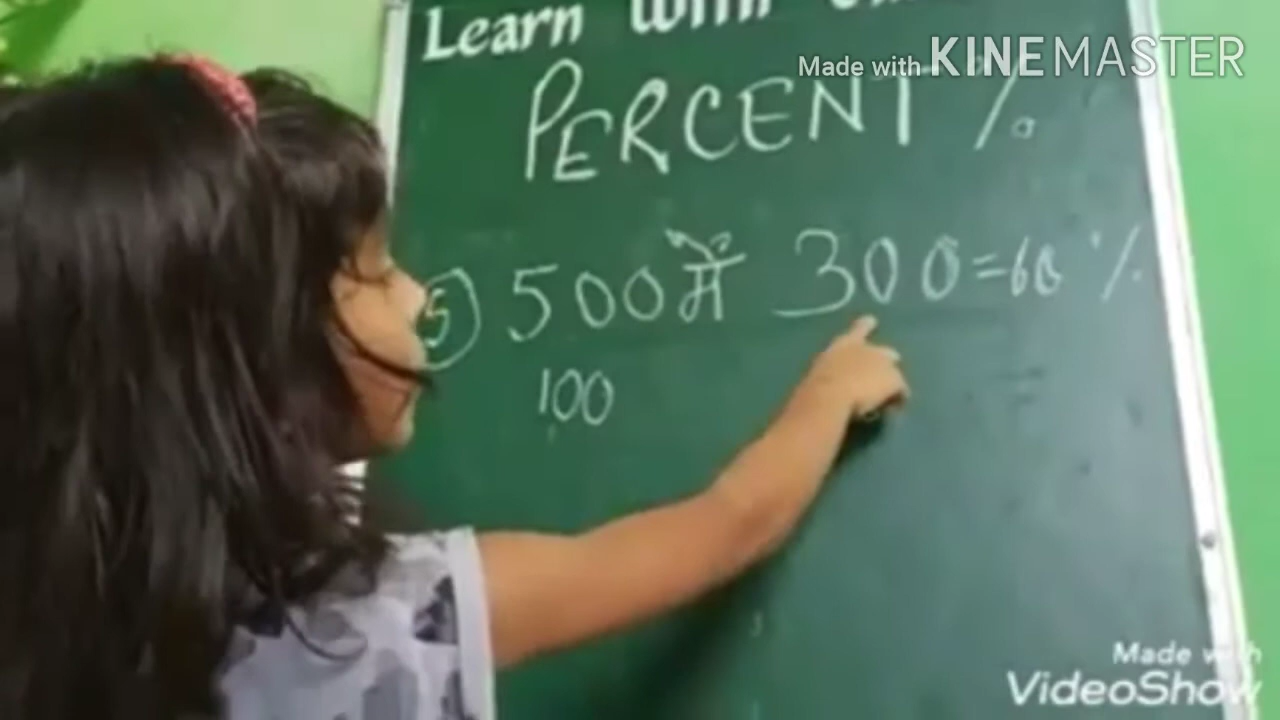 Learn with
Made with KINEMASTER
PERCENT %
5) 500 में 300 = 60 %
100
Made with
VideoShow